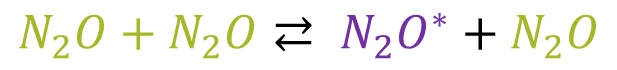 N₂O + N₂O ⇄ N₂O* + N₂O